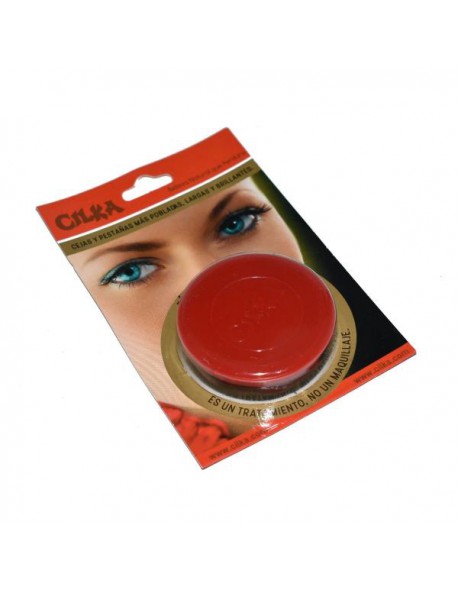 CILKA
CEJAS Y PESTAÑAS MÁS POBLADAS, LARGAS Y BRILLANTES.
ES UN TRATAMIENTO, NO UN MAQUILLAJE.
www.cilka.com
www.cilka.com